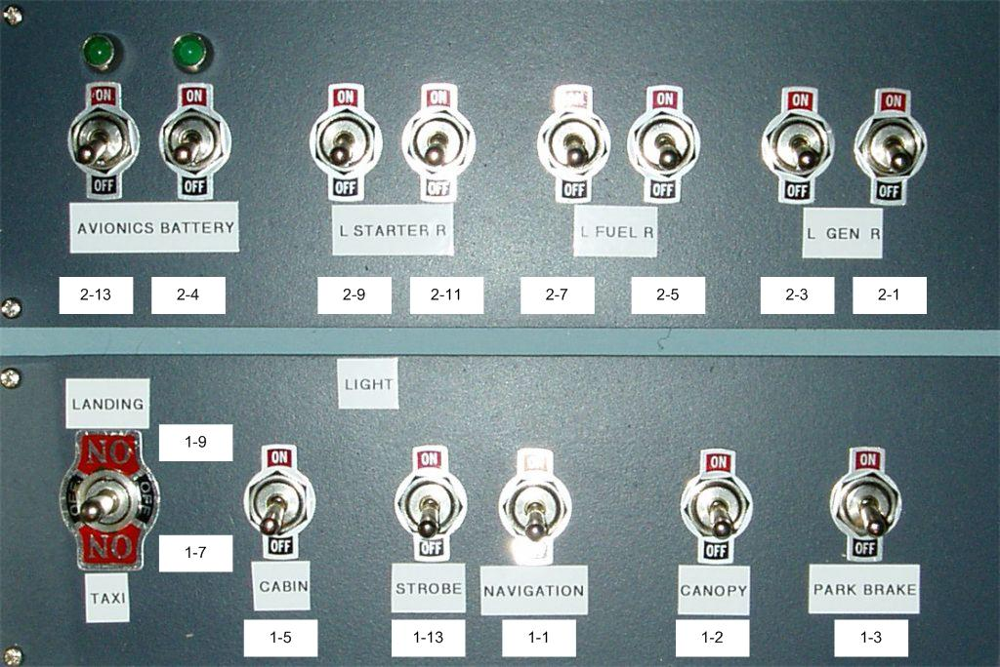 ON ON ON ON ON ON ON ON
OFF OFF OFF OFF OFF OFF OFF OFF
AVIONICS BATTERY L STARTER R L FUEL R L GEN R
2-13 2-4 2-9 2-11 2-7 2-5 2-3 2-1
LIGHT
LANDING
NO 1-9 ON ON ON ON ON
OFF OFF
NO 1-7 OFF OFF OFF OFF
TAXI CABIN STROBE NAVIGATION CANOPY PARK BRAKE
1-5 1-13 1-1 1-2 1-3